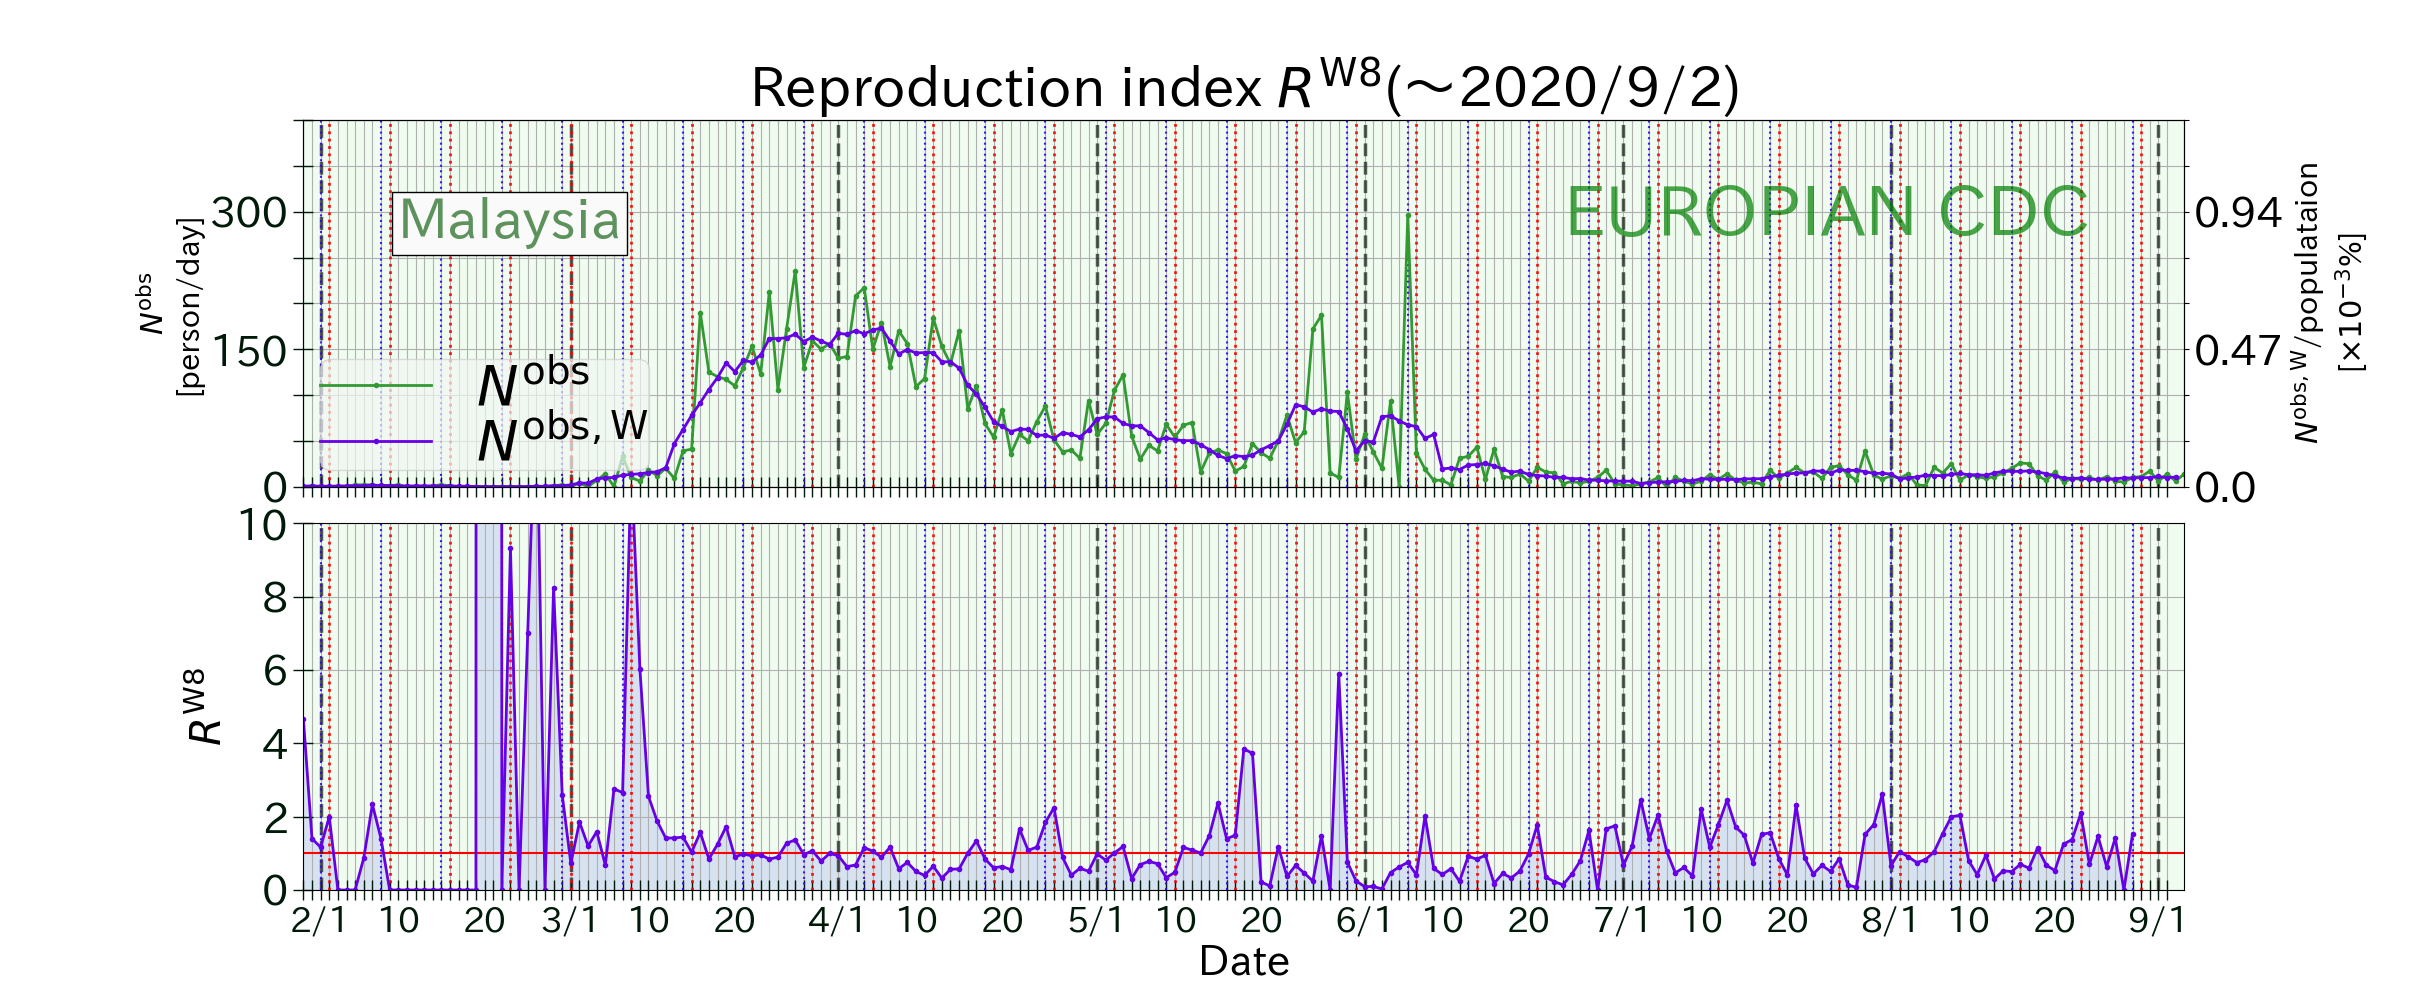 Reproduction index R^W8(～2020/9/2)
N^obs
[person/day]
300
150
0
Malaysia
EUROPIAN CDC
N^obs
N^obs, W
0.94
0.47
0.0
N^obs, W/populataion
[×10^−3%]
R^W8
10
8
6
4
2
0
2/1 10 20 3/1 10 20 4/1 10 20 5/1 10 20 6/1 10 20 7/1 10 20 8/1 10 20 9/1
Date